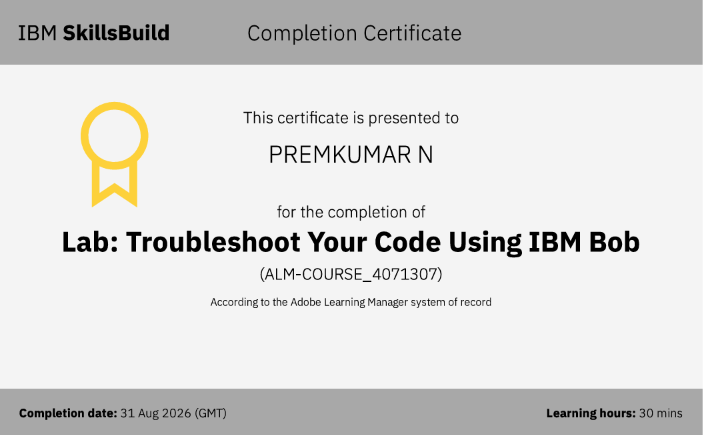 IBM SkillsBuild
Completion Certificate
This certificate is presented to
PREMKUMAR N
for the completion of
Lab: Troubleshoot Your Code Using IBM Bob
(ALM-COURSE_4071307)
According to the Adobe Learning Manager system of record
Completion date: 31 Aug 2026 (GMT)
Learning hours: 30 mins